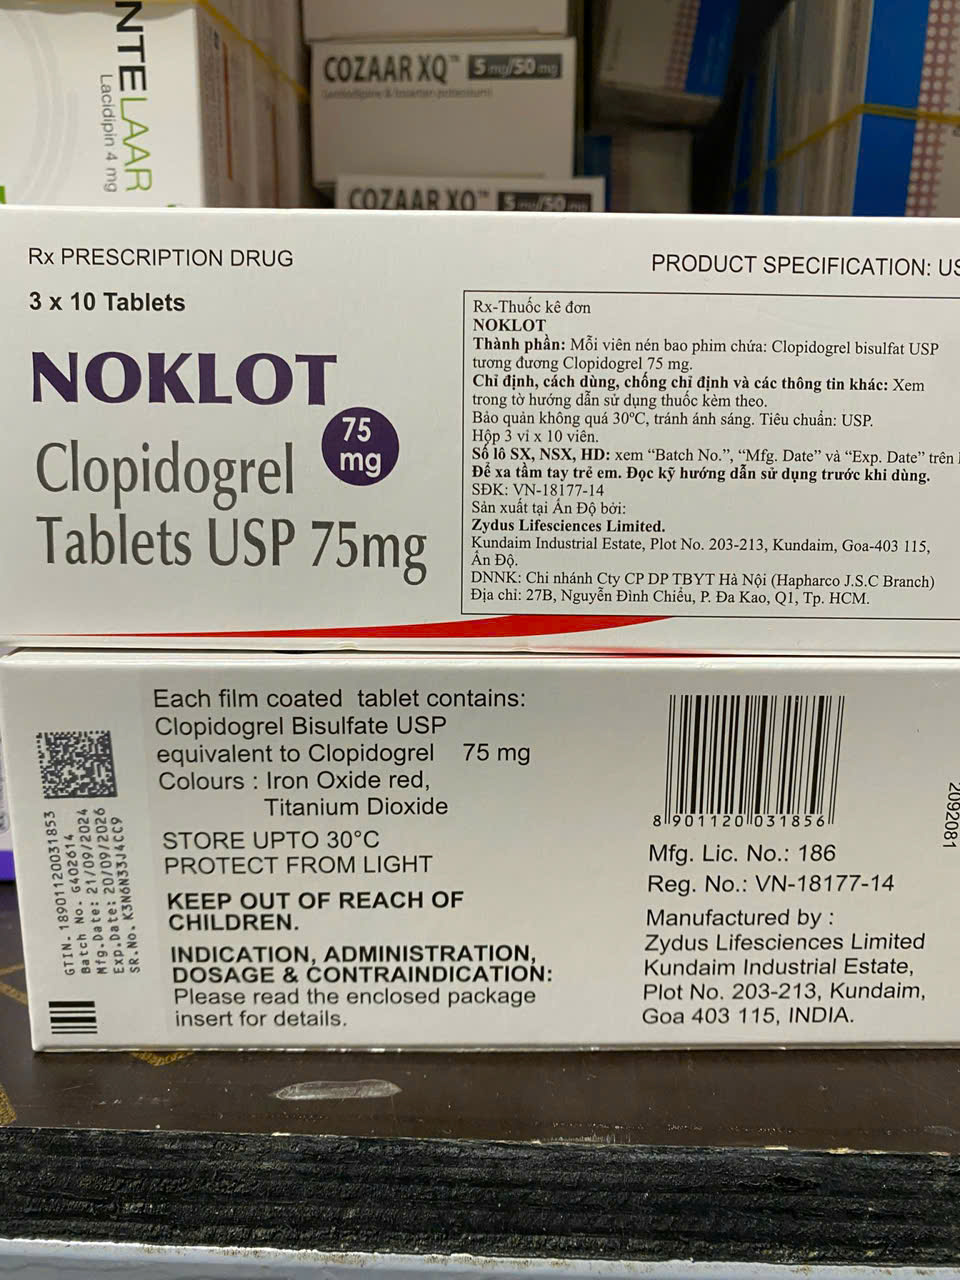 NTELAAR
Lacidipin 4 mg
COZAAR XQ™ 5 mg/50 mg
(amlodipine & losartan potassium)
COZAAR XQ™ 5 mg/50 mg
Rx PRESCRIPTION DRUG
3 x 10 Tablets
NOKLOT
75
mg
Clopidogrel
Tablets USP 75mg
PRODUCT SPECIFICATION: US
Rx-Thuốc kê đơn
NOKLOT
Thành phần: Mỗi viên nén bao phim chứa: Clopidogrel bisulfat USP
tương đương Clopidogrel 75 mg.
Chỉ định, cách dùng, chống chỉ định và các thông tin khác: Xem
trong tờ hướng dẫn sử dụng thuốc kèm theo.
Bảo quản không quá 30ºC, tránh ánh sáng. Tiêu chuẩn: USP.
Hộp 3 vỉ x 10 viên.
Số lô SX, NSX, HD: xem “Batch No.”, “Mfg. Date” và “Exp. Date” trên
Để xa tầm tay trẻ em. Đọc kỹ hướng dẫn sử dụng trước khi dùng.
SĐK: VN-18177-14
Sản xuất tại Ấn Độ bởi:
Zydus Lifesciences Limited.
Kundaim Industrial Estate, Plot No. 203-213, Kundaim, Goa-403 115,
Ấn Độ.
DNNK: Chi nhánh Cty CP DP TBYT Hà Nội (Hapharco J.S.C Branch)
Địa chỉ: 27B, Nguyễn Đình Chiểu, P. Đa Kao, Q1, Tp. HCM.
GTIN. 18901120031853
Batch No. G402614
Mfg.Date: 21/09/2024
Exp.Date: 20/09/2026
SR.No. K3N6N33J4CC9
Each film coated tablet contains:
Clopidogrel Bisulfate USP
equivalent to Clopidogrel 75 mg
Colours : Iron Oxide red,
Titanium Dioxide
STORE UPTO 30°C
PROTECT FROM LIGHT
KEEP OUT OF REACH OF
CHILDREN.
INDICATION, ADMINISTRATION,
DOSAGE & CONTRAINDICATION:
Please read the enclosed package
insert for details.
8 901120 031856
Mfg. Lic. No.: 186
Reg. No.: VN-18177-14
Manufactured by :
Zydus Lifesciences Limited
Kundaim Industrial Estate,
Plot No. 203-213, Kundaim,
Goa 403 115, INDIA.
2092081